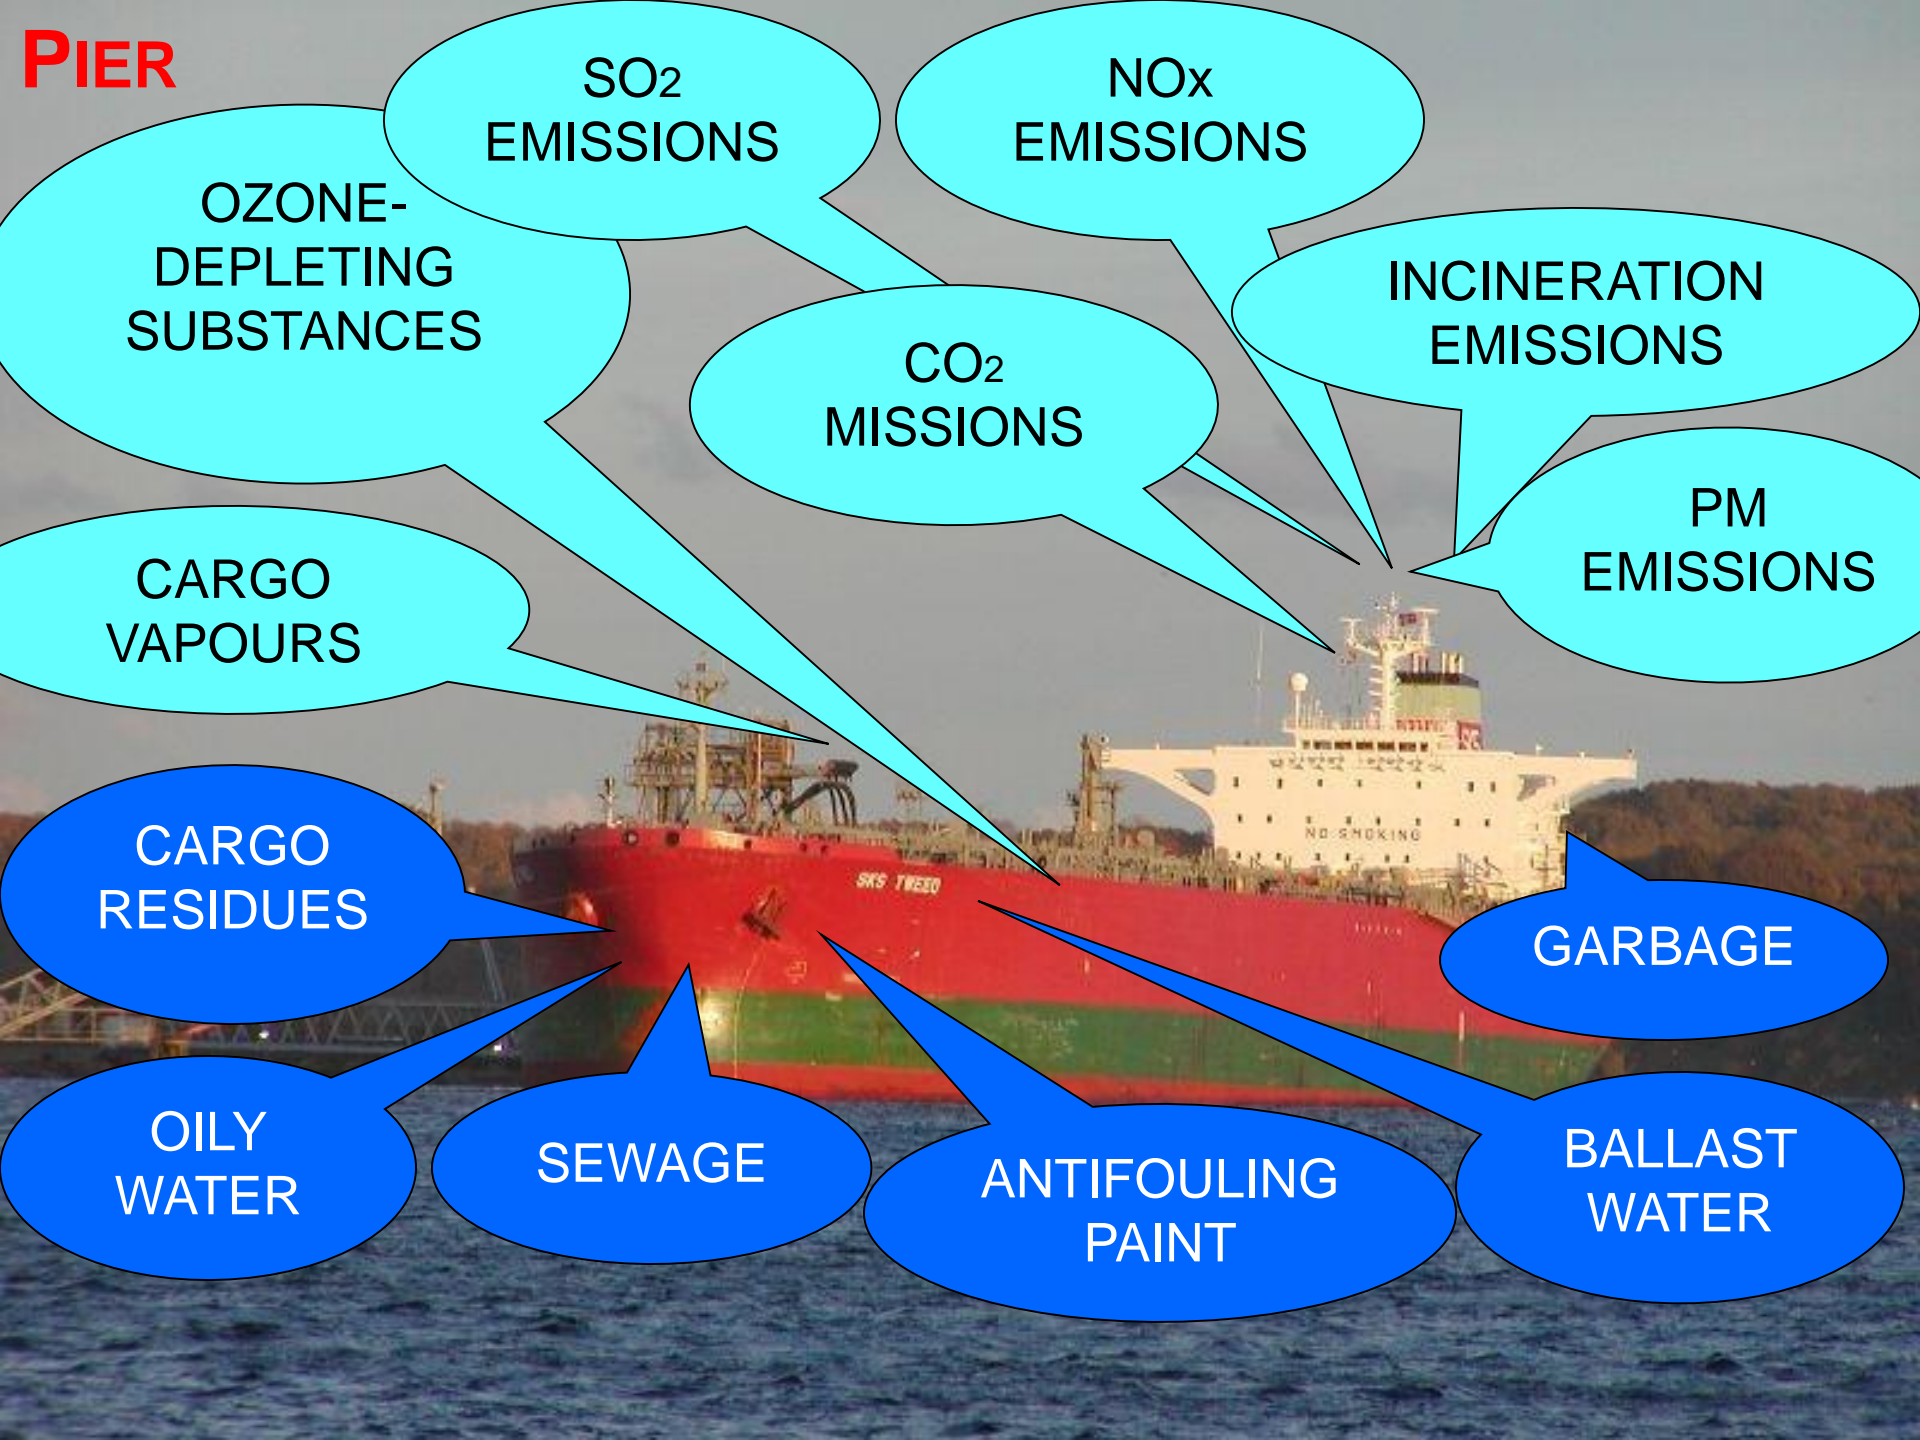 PIER
SO2
EMISSIONS
NOx
EMISSIONS
OZONE-
DEPLETING
SUBSTANCES
INCINERATION
EMISSIONS
CO2
MISSIONS
PM
EMISSIONS
CARGO
VAPOURS
CARGO
RESIDUES
NO SMOKING
SKS TWEED
GARBAGE
OILY
WATER
SEWAGE
ANTIFOULING
PAINT
BALLAST
WATER